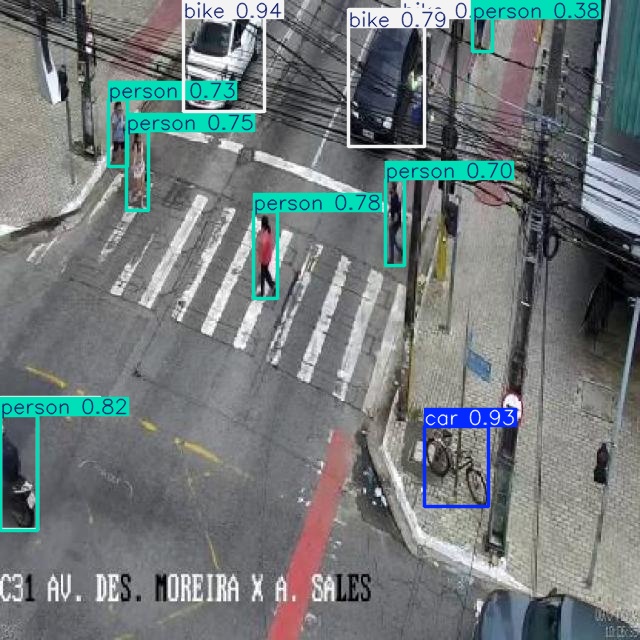 bike 0.94
bike 0.79
person 0.38
person 0.73
person 0.75
person 0.70
person 0.78
person 0.82
car 0.93
C31 AV. DES. MOREIRA X A. SALES